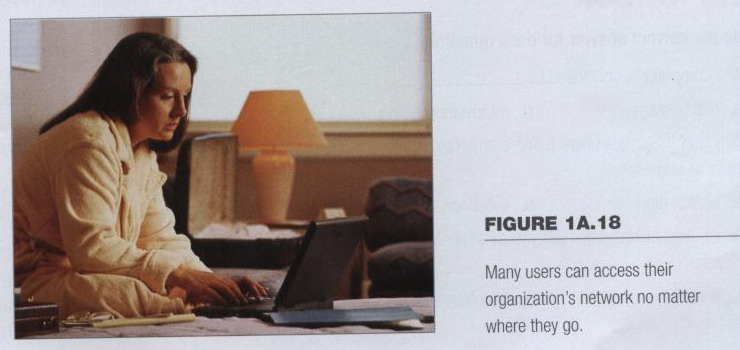 FIGURE 1A.18
Many users can access their
organization's network no matter
where they go.